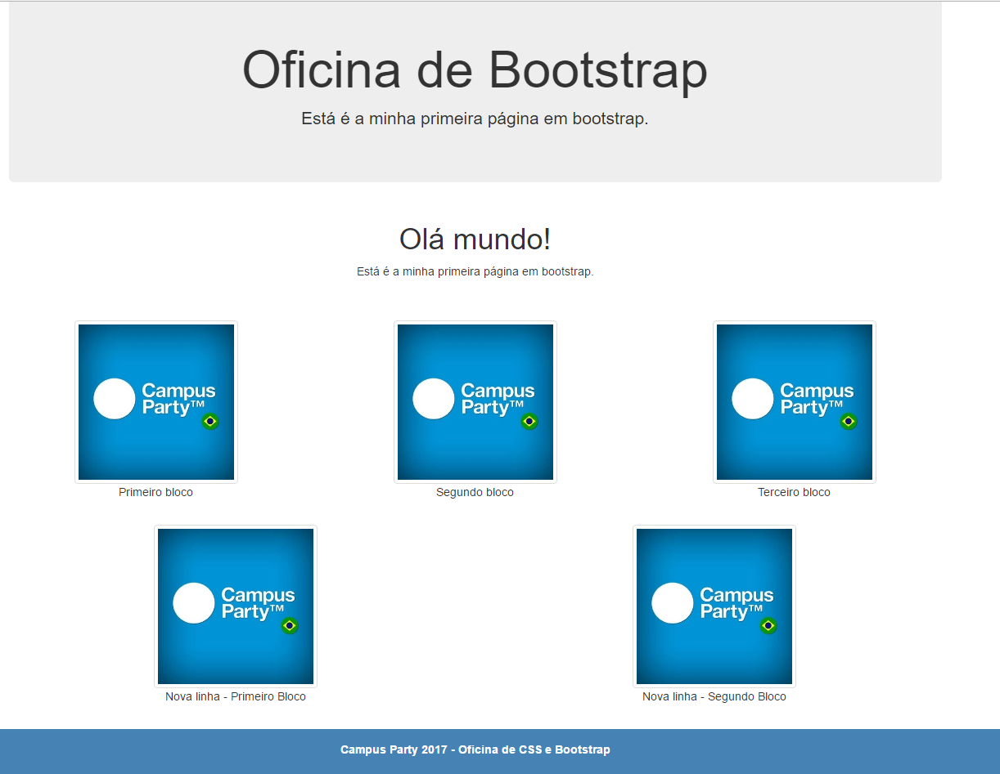 Oficina de Bootstrap
Está é a minha primeira página em bootstrap.
Olá mundo!
Está é a minha primeira página em bootstrap.
Campus
Party™
Primeiro bloco
Campus
Party™
Segundo bloco
Campus
Party™
Terceiro bloco
Campus
Party™
Nova linha - Primeiro Bloco
Campus
Party™
Nova linha - Segundo Bloco
Campus Party 2017 - Oficina de CSS e Bootstrap